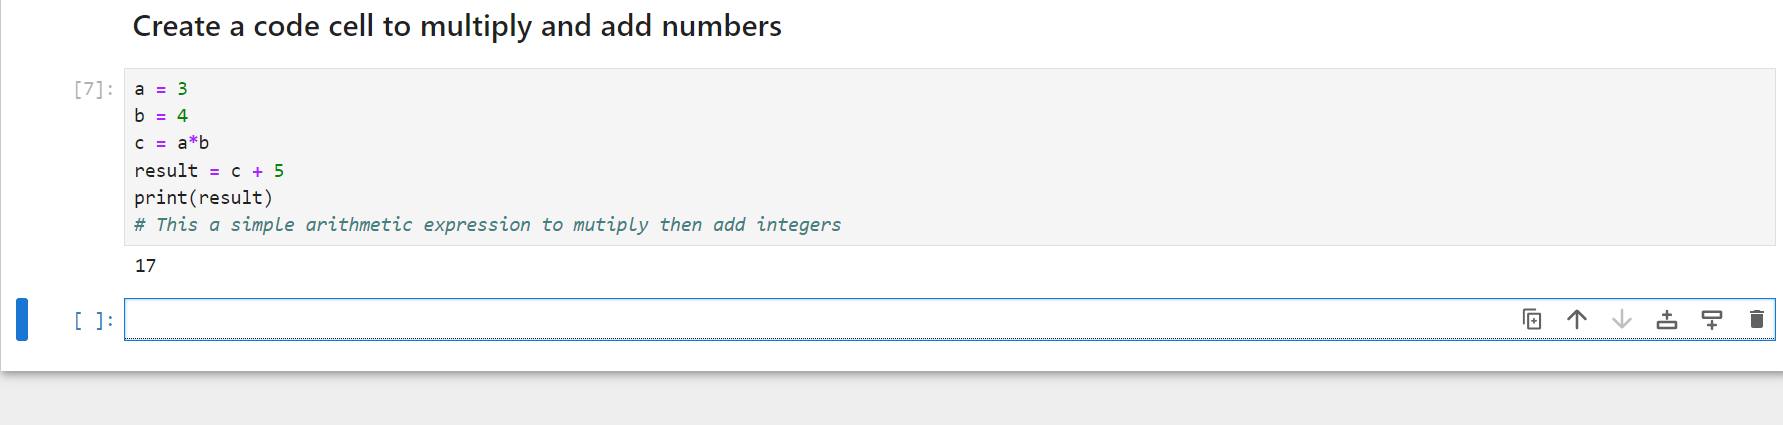 Create a code cell to multiply and add numbers
[7]:
a = 3
b = 4
c = a*b
result = c + 5
print(result)
# This a simple arithmetic expression to mutiply then add integers
17
[ ]: